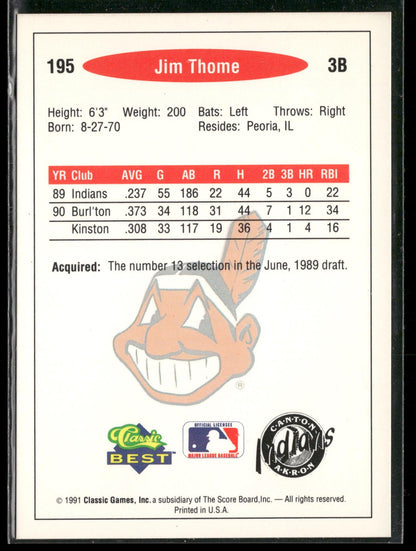 195 Jim Thome 3B
Height: 6'3" Weight: 200 Bats: Left Throws: Right
Born: 8-27-70 Resides: Peoria, IL
YR Club AVG G AB R H 2B 3B HR RBI
89 Indians .237 55 186 22 44 5 3 0 22
90 Burl'ton .373 34 118 31 44 7 1 12 34
Kinston .308 33 117 19 36 4 1 4 16
Acquired: The number 13 selection in the June, 1989 draft.
®
Classic
BEST
OFFICIAL LICENSEE
MAJOR LEAGUE BASEBALL
CANTON
Indians
AKRON
© 1991 Classic Games, Inc. a subsidiary of The Score Board, Inc. — All rights reserved.
Printed in U.S.A.